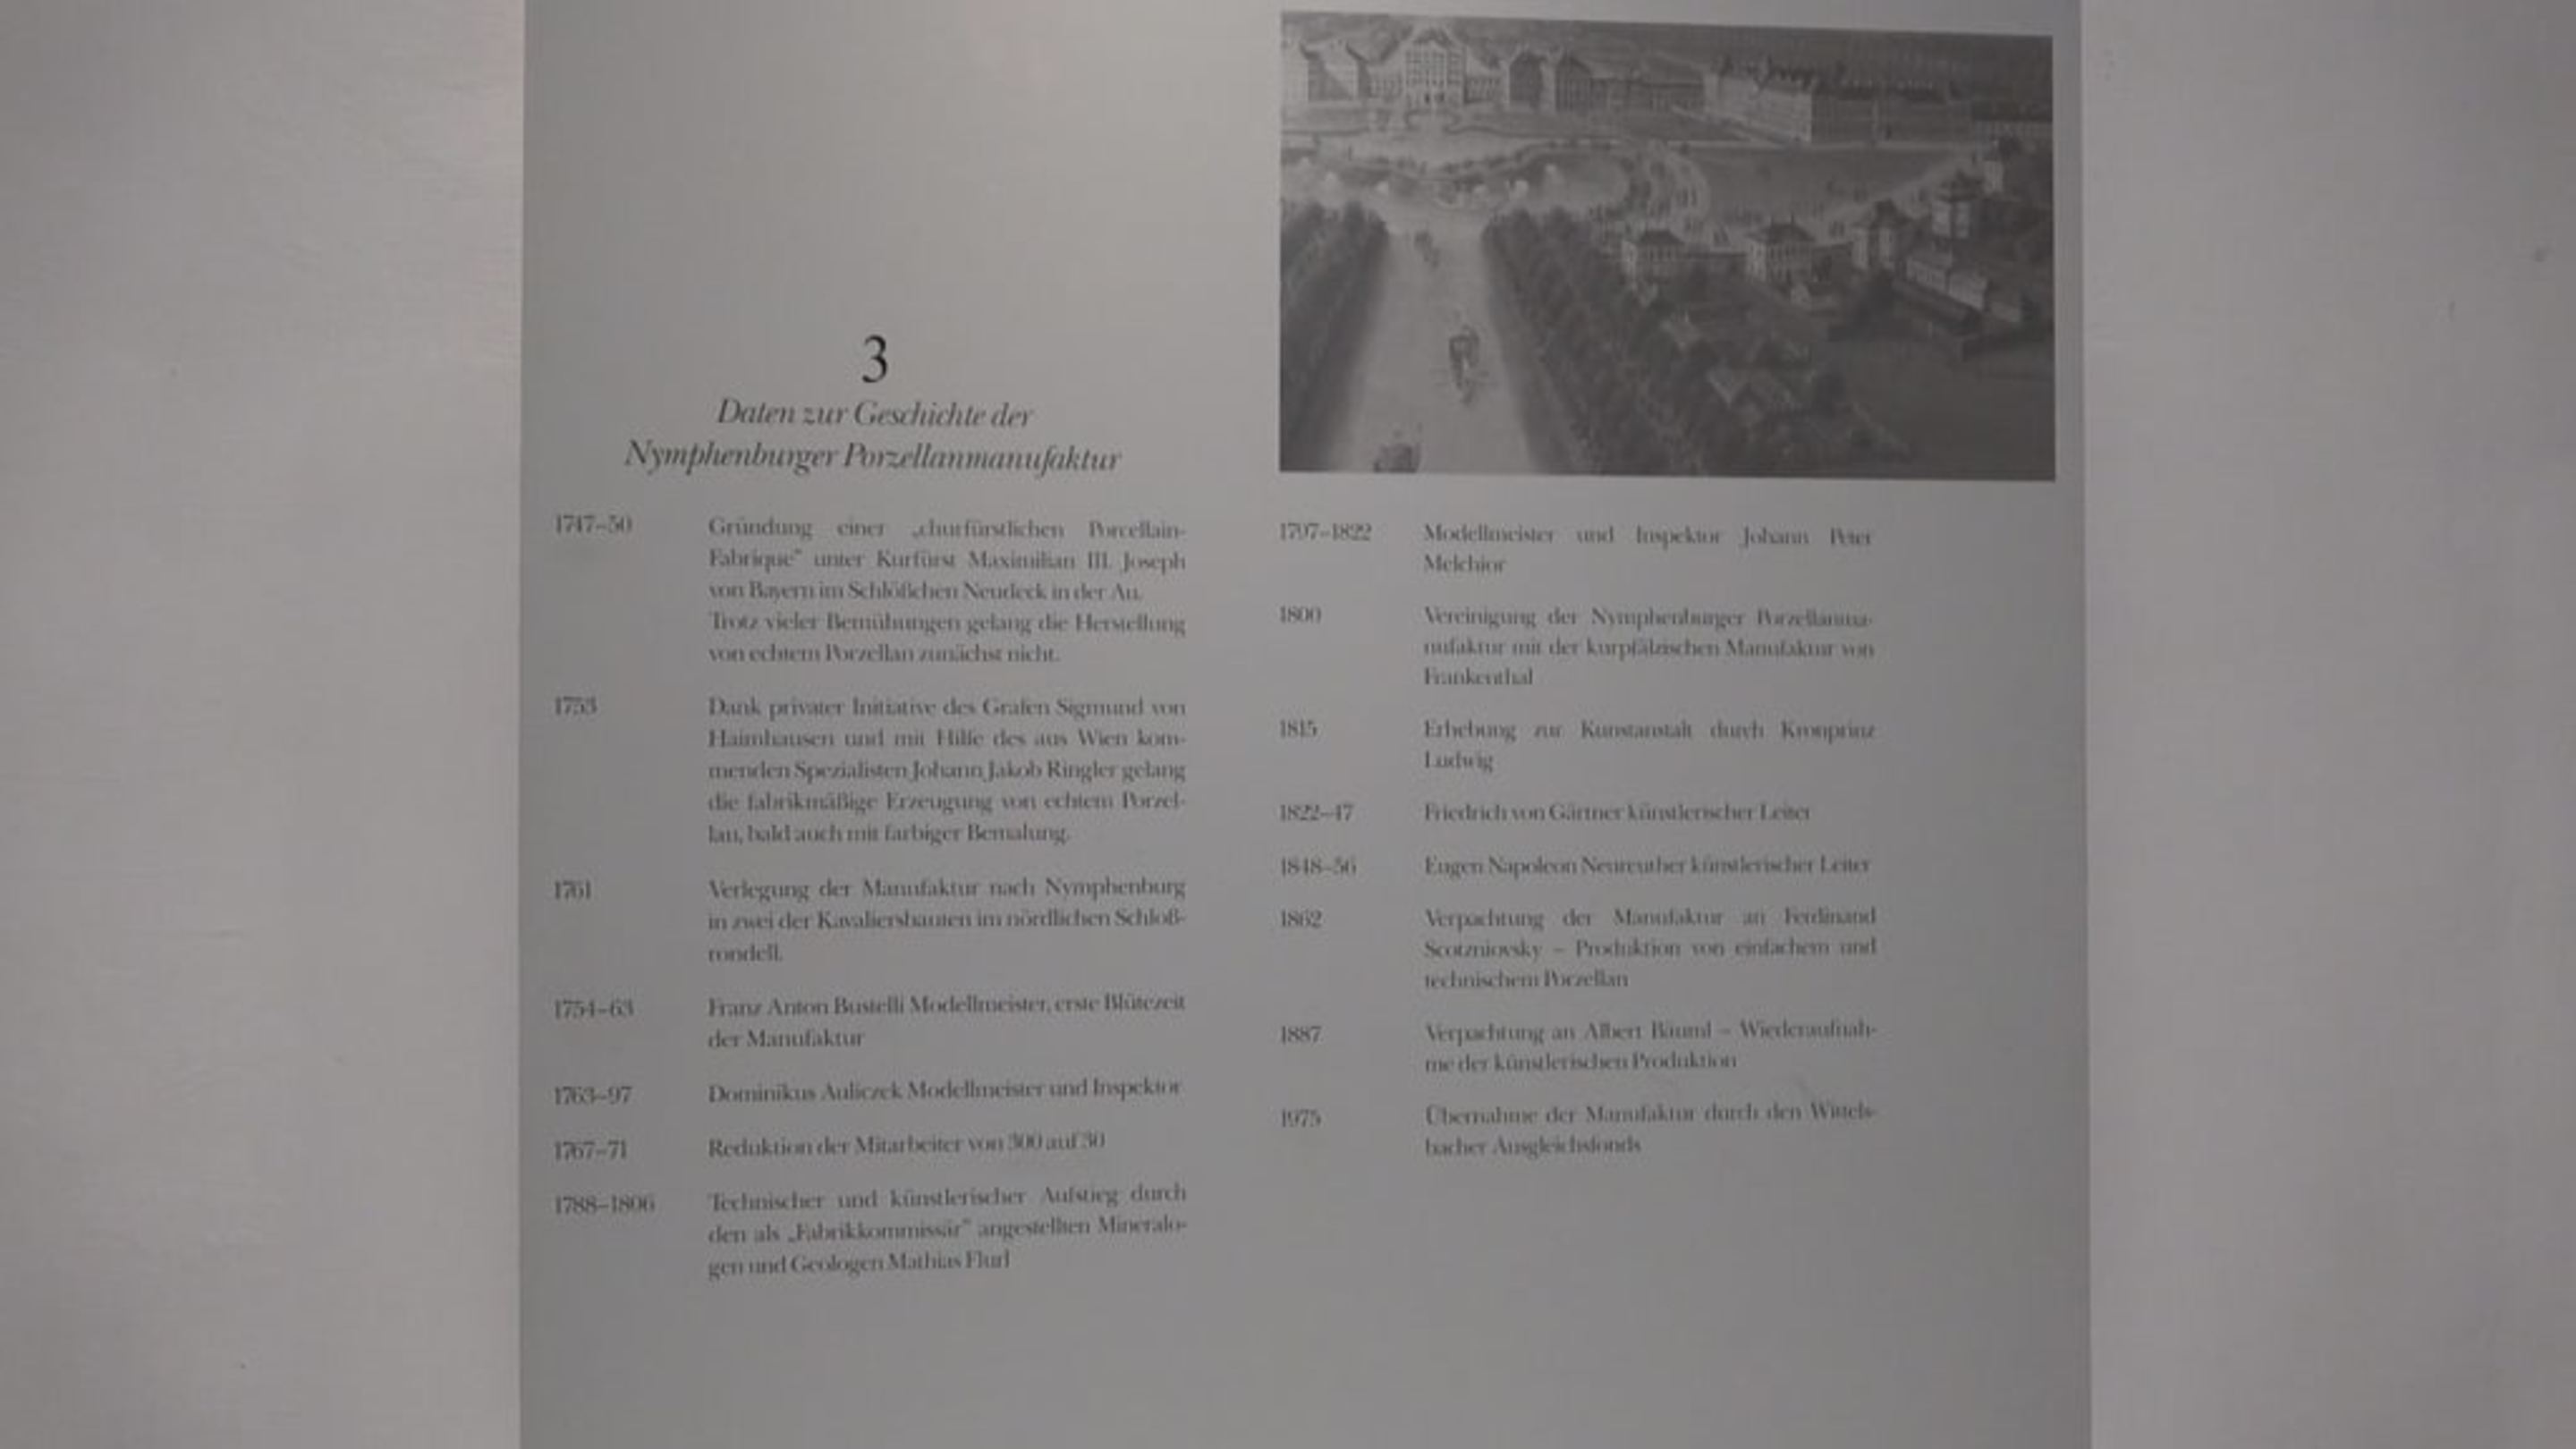 3
Daten zur Geschichte der
Nymphenburger Porzellanmanufaktur
1747–50 Gründung einer „churfürstlichen Porcellain-
Fabrique“ unter Kurfürst Maximilian III. Joseph
von Bayern im Schlößchen Neudeck in der Au.
Trotz vieler Bemühungen gelang die Herstellung
von echtem Porzellan zunächst nicht.
1753 Dank privater Initiative des Grafen Sigmund von
Haimhausen und mit Hilfe des aus Wien kom-
menden Spezialisten Johann Jakob Ringler gelang
die fabrikmäßige Erzeugung von echtem Porzel-
lan, bald auch mit farbiger Bemalung.
1761 Verlegung der Manufaktur nach Nymphenburg
in zwei der Kavaliersbauten im nördlichen Schloß-
rondell.
1754–63 Franz Anton Bustelli Modellmeister, erste Blütezeit
der Manufaktur
1763–97 Dominikus Auliczek Modellmeister und Inspektor
1767–71 Reduktion der Mitarbeiter von 300 auf 30
1788–1806 Technischer und künstlerischer Aufstieg durch
den als „Fabrikkommissär“ angestellten Mineralo-
gen und Geologen Mathias Flurl
1797–1822 Modellmeister und Inspektor Johann Peter
Melchior
1800 Vereinigung der Nymphenburger Porzellanma-
nufaktur mit der kurpfälzischen Manufaktur von
Frankenthal
1815 Erhebung zur Kunstanstalt durch Kronprinz
Ludwig
1822–47 Friedrich von Gärtner künstlerischer Leiter
1848–56 Eugen Napoleon Neureuther künstlerischer Leiter
1862 Verpachtung der Manufaktur an Ferdinand
Scotzniovsky – Produktion von einfachem und
technischem Porzellan
1887 Verpachtung an Albert Bäuml – Wiederaufnah-
me der künstlerischen Produktion
1975 Übernahme der Manufaktur durch den Wittels-
bacher Ausgleichsfonds